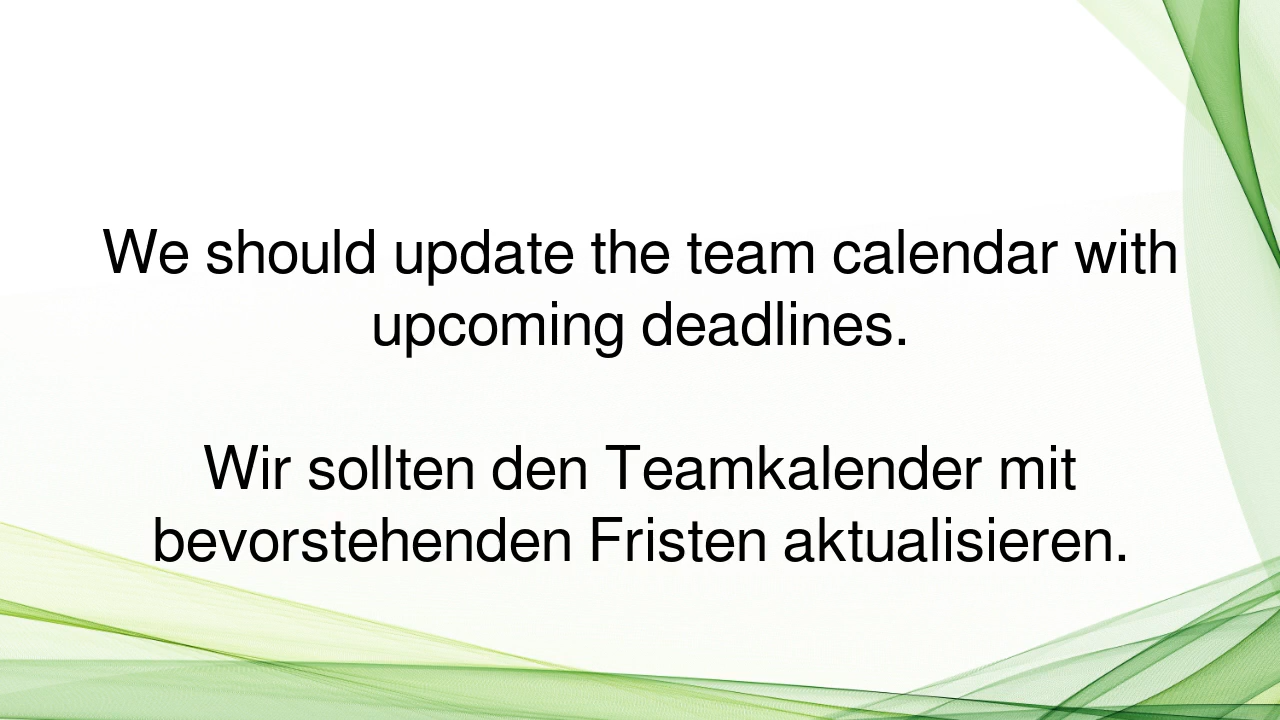 We should update the team calendar with
upcoming deadlines.
Wir sollten den Teamkalender mit
bevorstehenden Fristen aktualisieren.